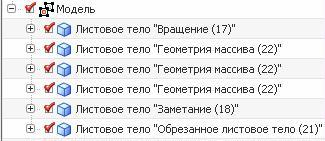 Модель
Листовое тело "Вращение (17)"
Листовое тело "Геометрия массива (22)"
Листовое тело "Геометрия массива (22)"
Листовое тело "Геометрия массива (22)"
Листовое тело "Заметание (18)"
Листовое тело "Обрезанное листовое тело (21)"